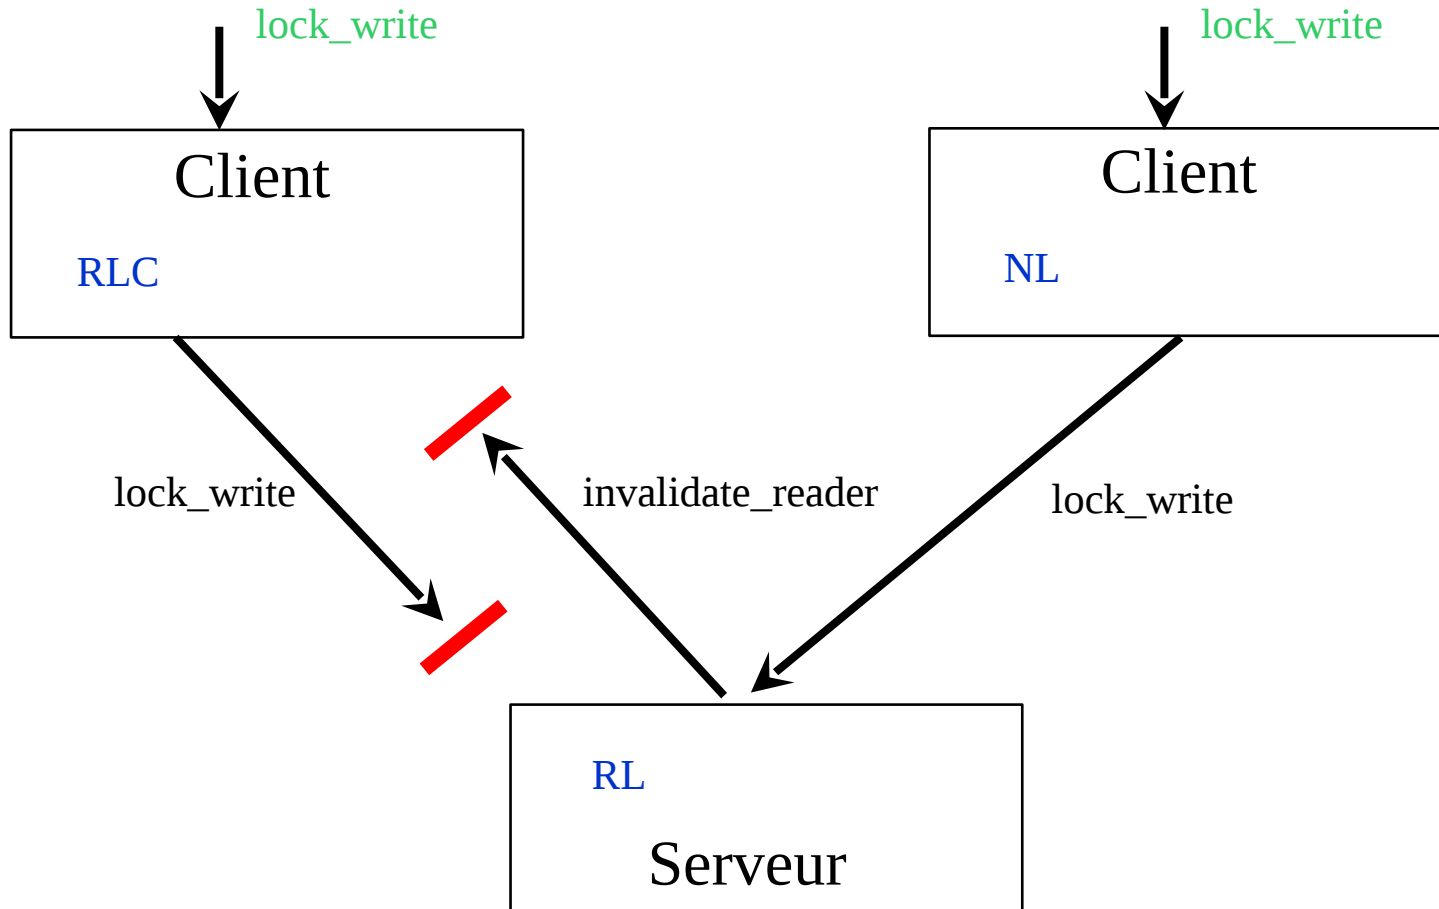 lock_write
lock_write
Client
Client
RLC
NL
lock_write
invalidate_reader
lock_write
RL
Serveur